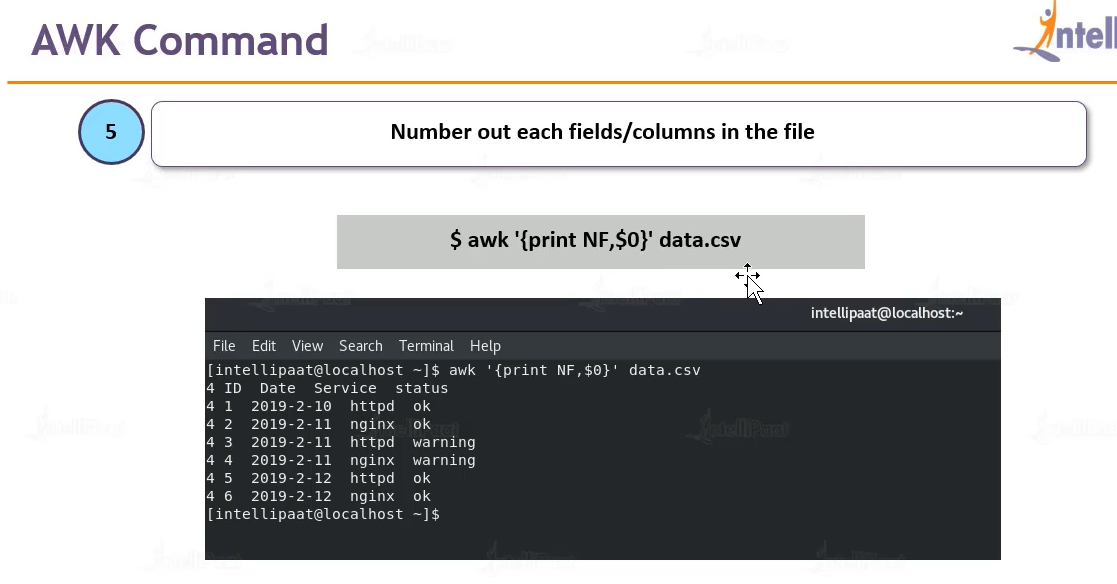 AWK Command
ntell
5
Number out each fields/columns in the file
$ awk '{print NF,$0}' data.csv
intellipaat@localhost:~
File Edit View Search Terminal Help
[intellipaat@localhost ~]$ awk '{print NF,$0}' data.csv
4 ID  Date  Service  status
4 1  2019-2-10  httpd  ok
4 2  2019-2-11  nginx  ok
4 3  2019-2-11  httpd  warning
4 4  2019-2-11  nginx  warning
4 5  2019-2-12  httpd  ok
4 6  2019-2-12  nginx  ok
[intellipaat@localhost ~]$